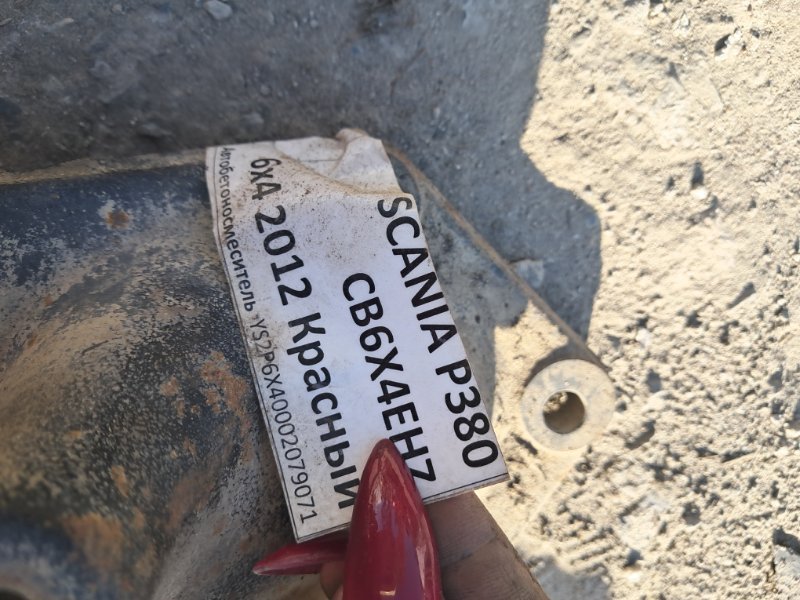 SCANIA P380
CB6X4EHZ
6x4 2012 Красный
Автобетоносмеситель YS2P6X40002079071